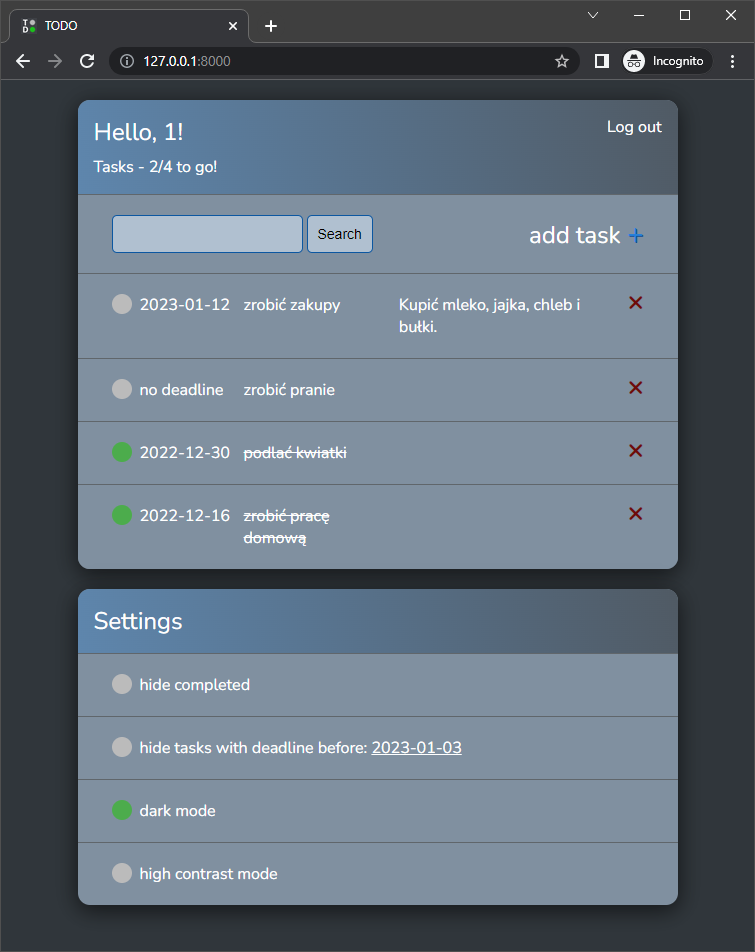 TODO
127.0.0.1:8000
Incognito
Hello, 1!
Log out
Tasks - 2/4 to go!
Search
add task +
2023-01-12 zrobić zakupy Kupić mleko, jajka, chleb i
bułki.
no deadline zrobić pranie
2022-12-30 podlać kwiatki
2022-12-16 zrobić pracę
domową
Settings
hide completed
hide tasks with deadline before: 2023-01-03
dark mode
high contrast mode